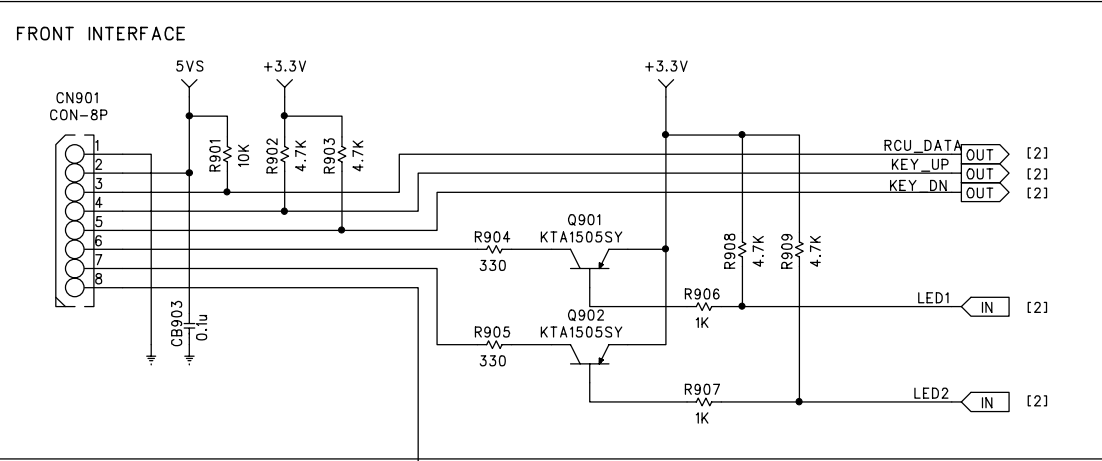 FRONT INTERFACE
5VS
+3.3V
+3.3V
CN901
CON-8P
1
2
3
4
5
6
7
8
R901
10K
R902
4.7K
R903
4.7K
RCU_DATA
OUT
[2]
KEY_UP
OUT
[2]
KEY_DN
OUT
[2]
Q901
KTA1505SY
R904
330
R908
4.7K
R909
4.7K
R906
1K
LED1
IN
[2]
CB903
0.1u
Q902
KTA1505SY
R905
330
R907
1K
LED2
IN
[2]